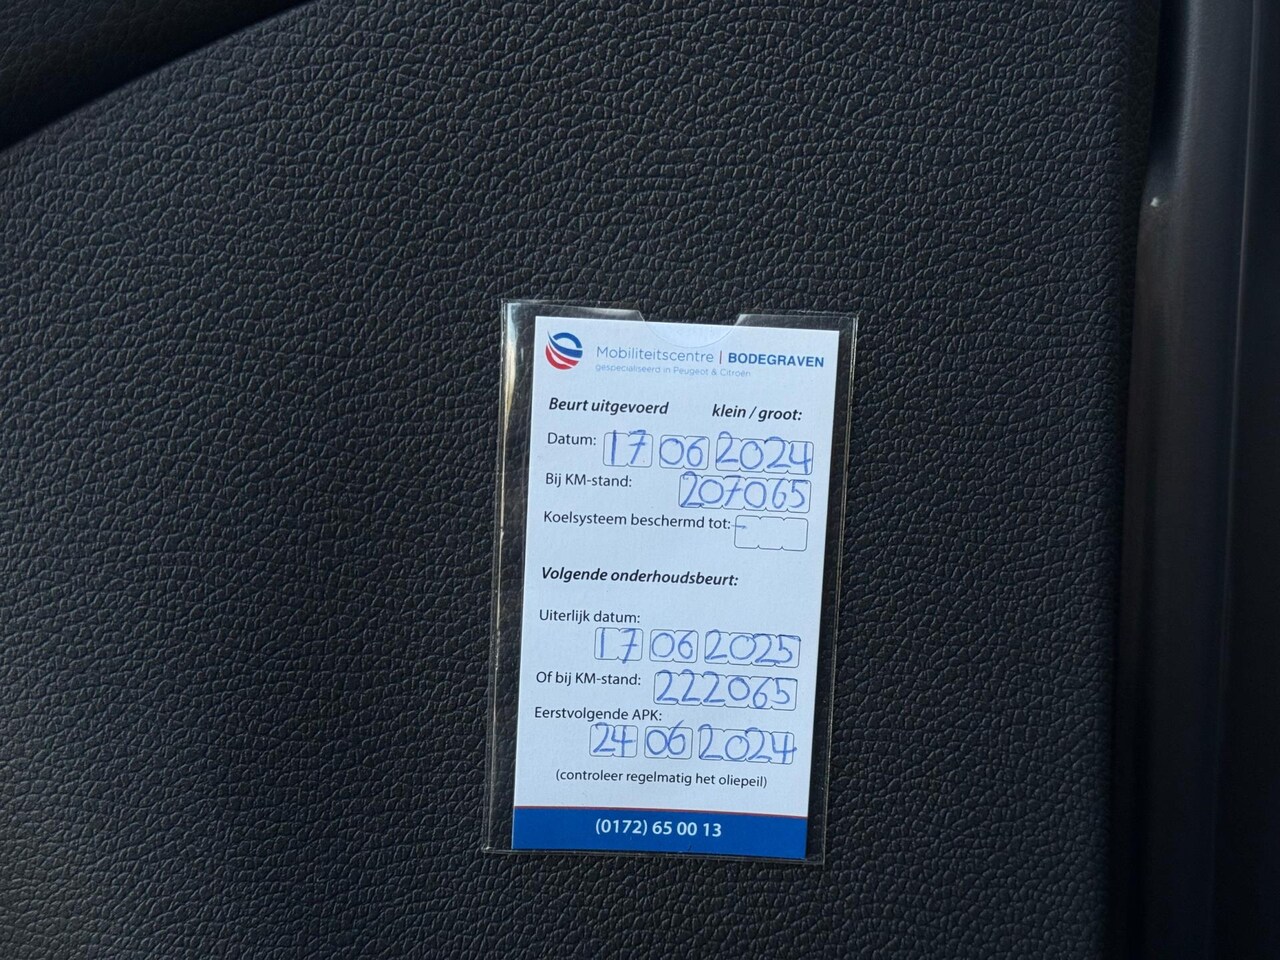 Mobiliteitscentre | BODEGRAVEN
gespecialiseerd in Peugeot & Citroën
Beurt uitgevoerd klein / groot:
Datum: 17 06 2024
Bij KM-stand: 207065
Koelsysteem beschermd tot: -
Volgende onderhoudsbeurt:
Uiterlijk datum:
17 06 2025
Of bij KM-stand: 222065
Eerstvolgende APK:
24 06 2024
(controleer regelmatig het oliepeil)
(0172) 65 00 13